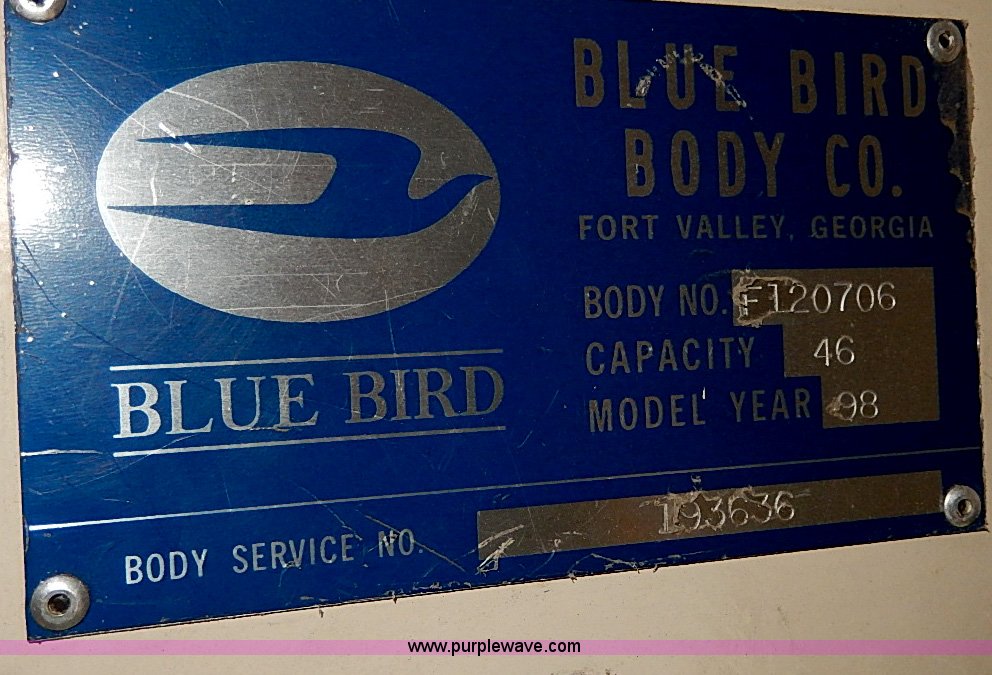 BLUE BIRD
BODY CO.
FORT VALLEY, GEORGIA
BODY NO. F120706
CAPACITY 46
MODEL YEAR 98
BLUE BIRD
BODY SERVICE NO. 193636
www.purplewave.com